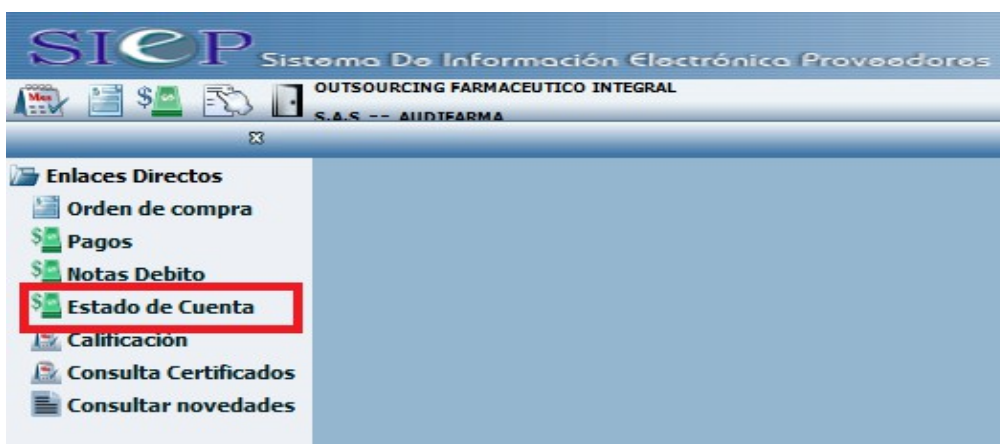 SIeP Sistema De Información Electrónica Proveedores
Mes
OUTSOURCING FARMACEUTICO INTEGRAL
S.A.S -- AUDIFARMA
Enlaces Directos
Orden de compra
$ Pagos
$ Notas Debito
$ Estado de Cuenta
Calificación
Consulta Certificados
Consultar novedades